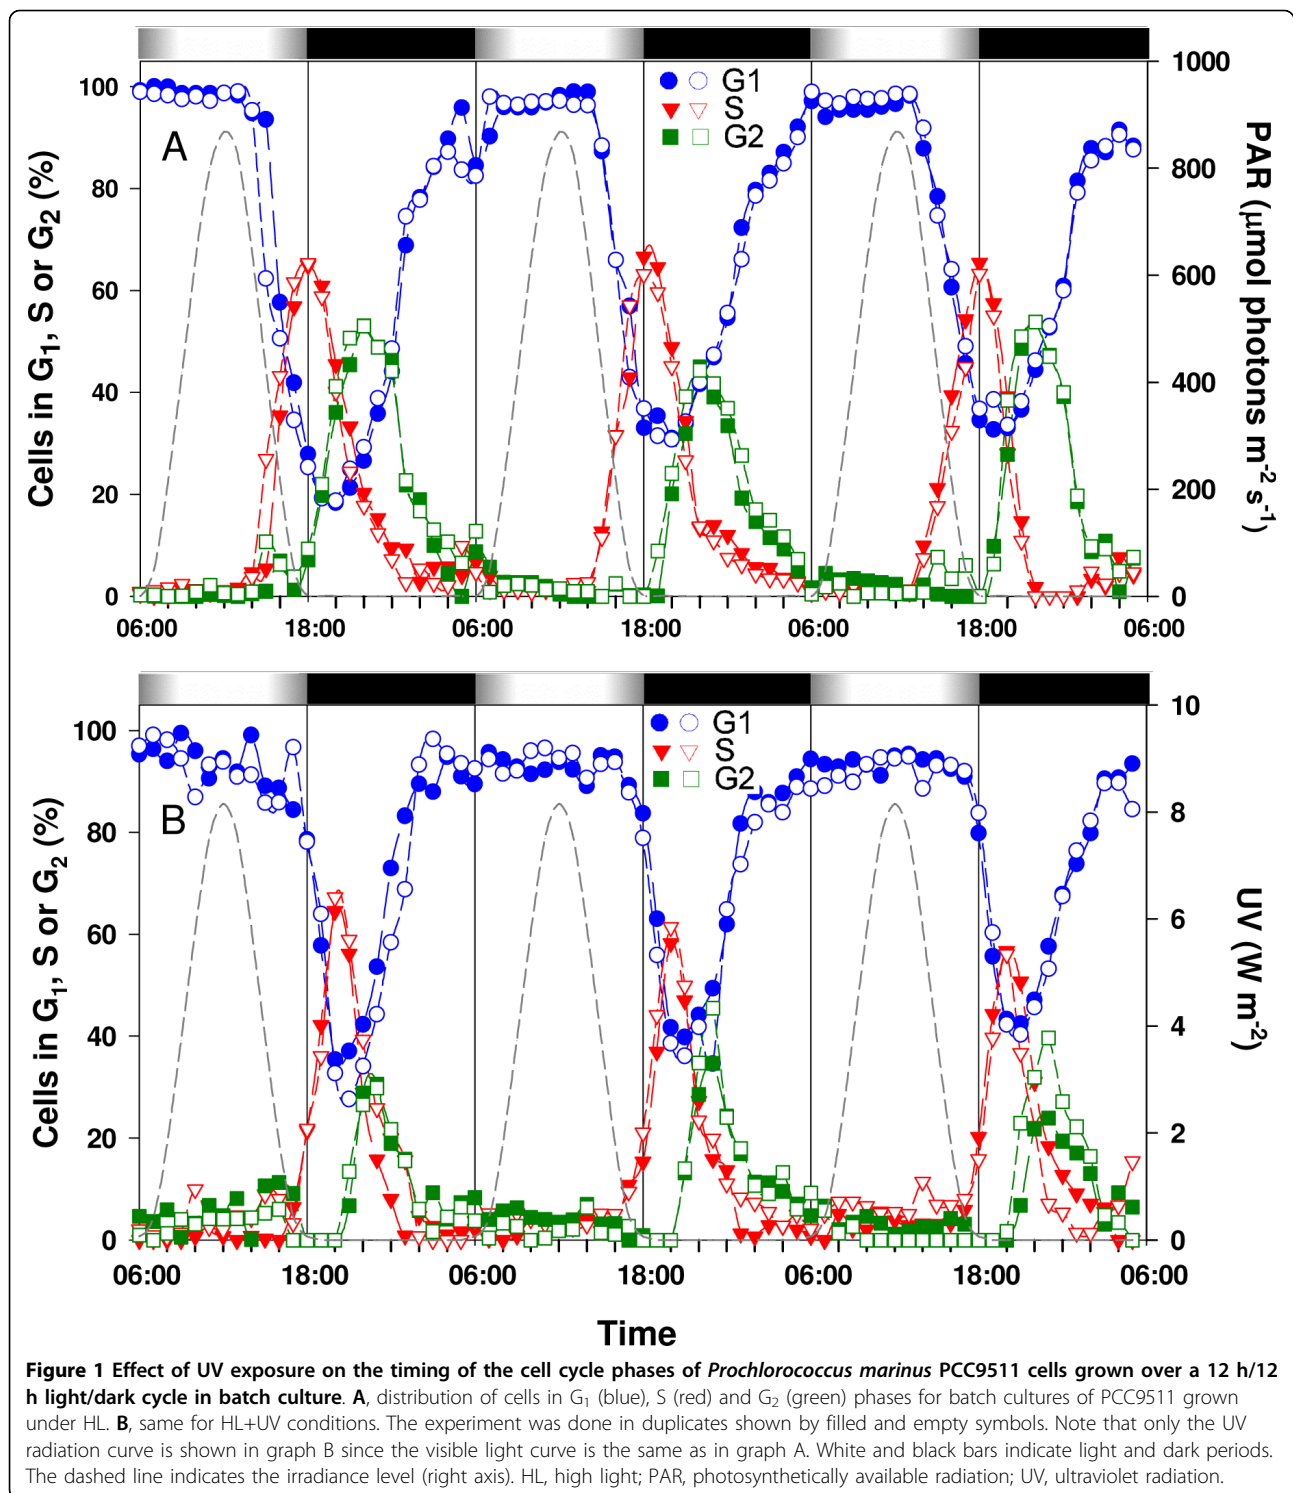 100
80
60
40
20
0
Cells in G1, S or G2 (%)
A
G1
S
G2
1000
800
600
400
200
0
PAR (μmol photons m-2 s-1)
06:00 18:00 06:00 18:00 06:00 18:00 06:00
100
80
60
40
20
0
Cells in G1, S or G2 (%)
B
G1
S
G2
10
8
6
4
2
0
UV (W m-2)
06:00 18:00 06:00 18:00 06:00 18:00 06:00
Time
Figure 1 Effect of UV exposure on the timing of the cell cycle phases of Prochlorococcus marinus PCC9511 cells grown over a 12 h/12
h light/dark cycle in batch culture. A, distribution of cells in G1 (blue), S (red) and G2 (green) phases for batch cultures of PCC9511 grown
under HL. B, same for HL+UV conditions. The experiment was done in duplicates shown by filled and empty symbols. Note that only the UV
radiation curve is shown in graph B since the visible light curve is the same as in graph A. White and black bars indicate light and dark periods.
The dashed line indicates the irradiance level (right axis). HL, high light; PAR, photosynthetically available radiation; UV, ultraviolet radiation.